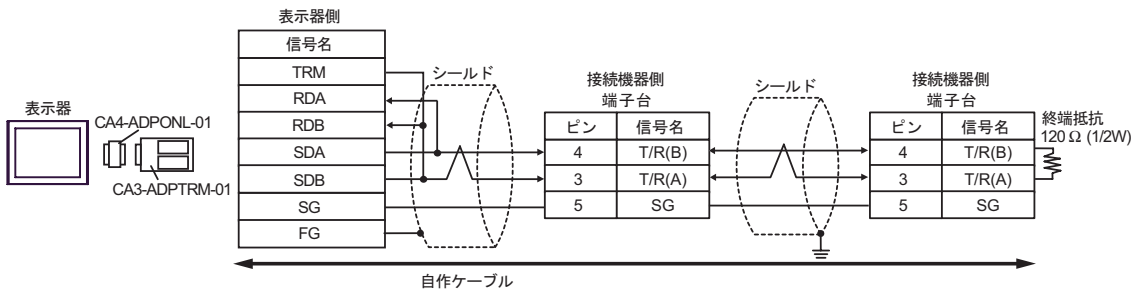 表示器
CA4-ADPONL-01
CA3-ADPTRM-01
表示器側
信号名
TRM
RDA
RDB
SDA
SDB
SG
FG
シールド
接続機器側
端子台
ピン 信号名
4 T/R(B)
3 T/R(A)
5 SG
シールド
接続機器側
端子台
ピン 信号名
4 T/R(B)
3 T/R(A)
5 SG
終端抵抗
120 Ω (1/2W)
自作ケーブル